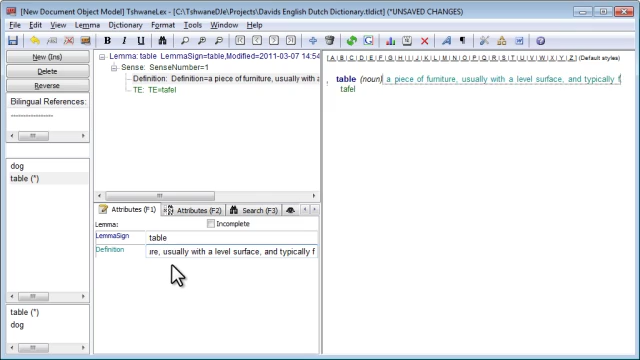 [New Document Object Model] TshwaneLex - [C:\TshwaneDJe\Projects\Davids English Dutch Dictionary.tldict] (*UNSAVED CHANGES)
File Edit View Lemma Dictionary Format Tools Window Help
B I U
New (Ins)
Delete
Reverse
Bilingual References:
dog
table (*)
table (*)
dog
Lemma: table LemmaSign=table,Modified=2011-03-07 14:54
Sense: SenseNumber=1
Definition: Definition=a piece of furniture, usually with a
TE: TE=tafel
Attributes (F1) Attributes (F2) Search (F3)
Lemma: Incomplete
LemmaSign table
Definition ure, usually with a level surface, and typically f
[ A | B | C | D | E | F | G | H | I | J | K | L | M | N | O | P | Q | R | S | T | U | V | W | X | Y | Z ] (Default styles)
table (noun) a piece of furniture, usually with a level surface, and typically f
tafel